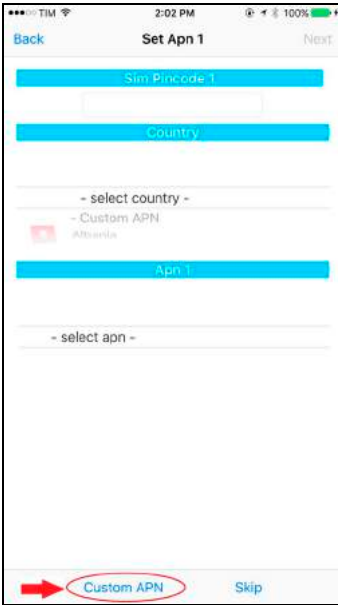 TIM 2:02 PM 100%
Back Set Apn 1 Next
Sim Pincode 1
Country
- select country -
- Custom APN
Albania
Apn 1
- select apn -
Custom APN Skip